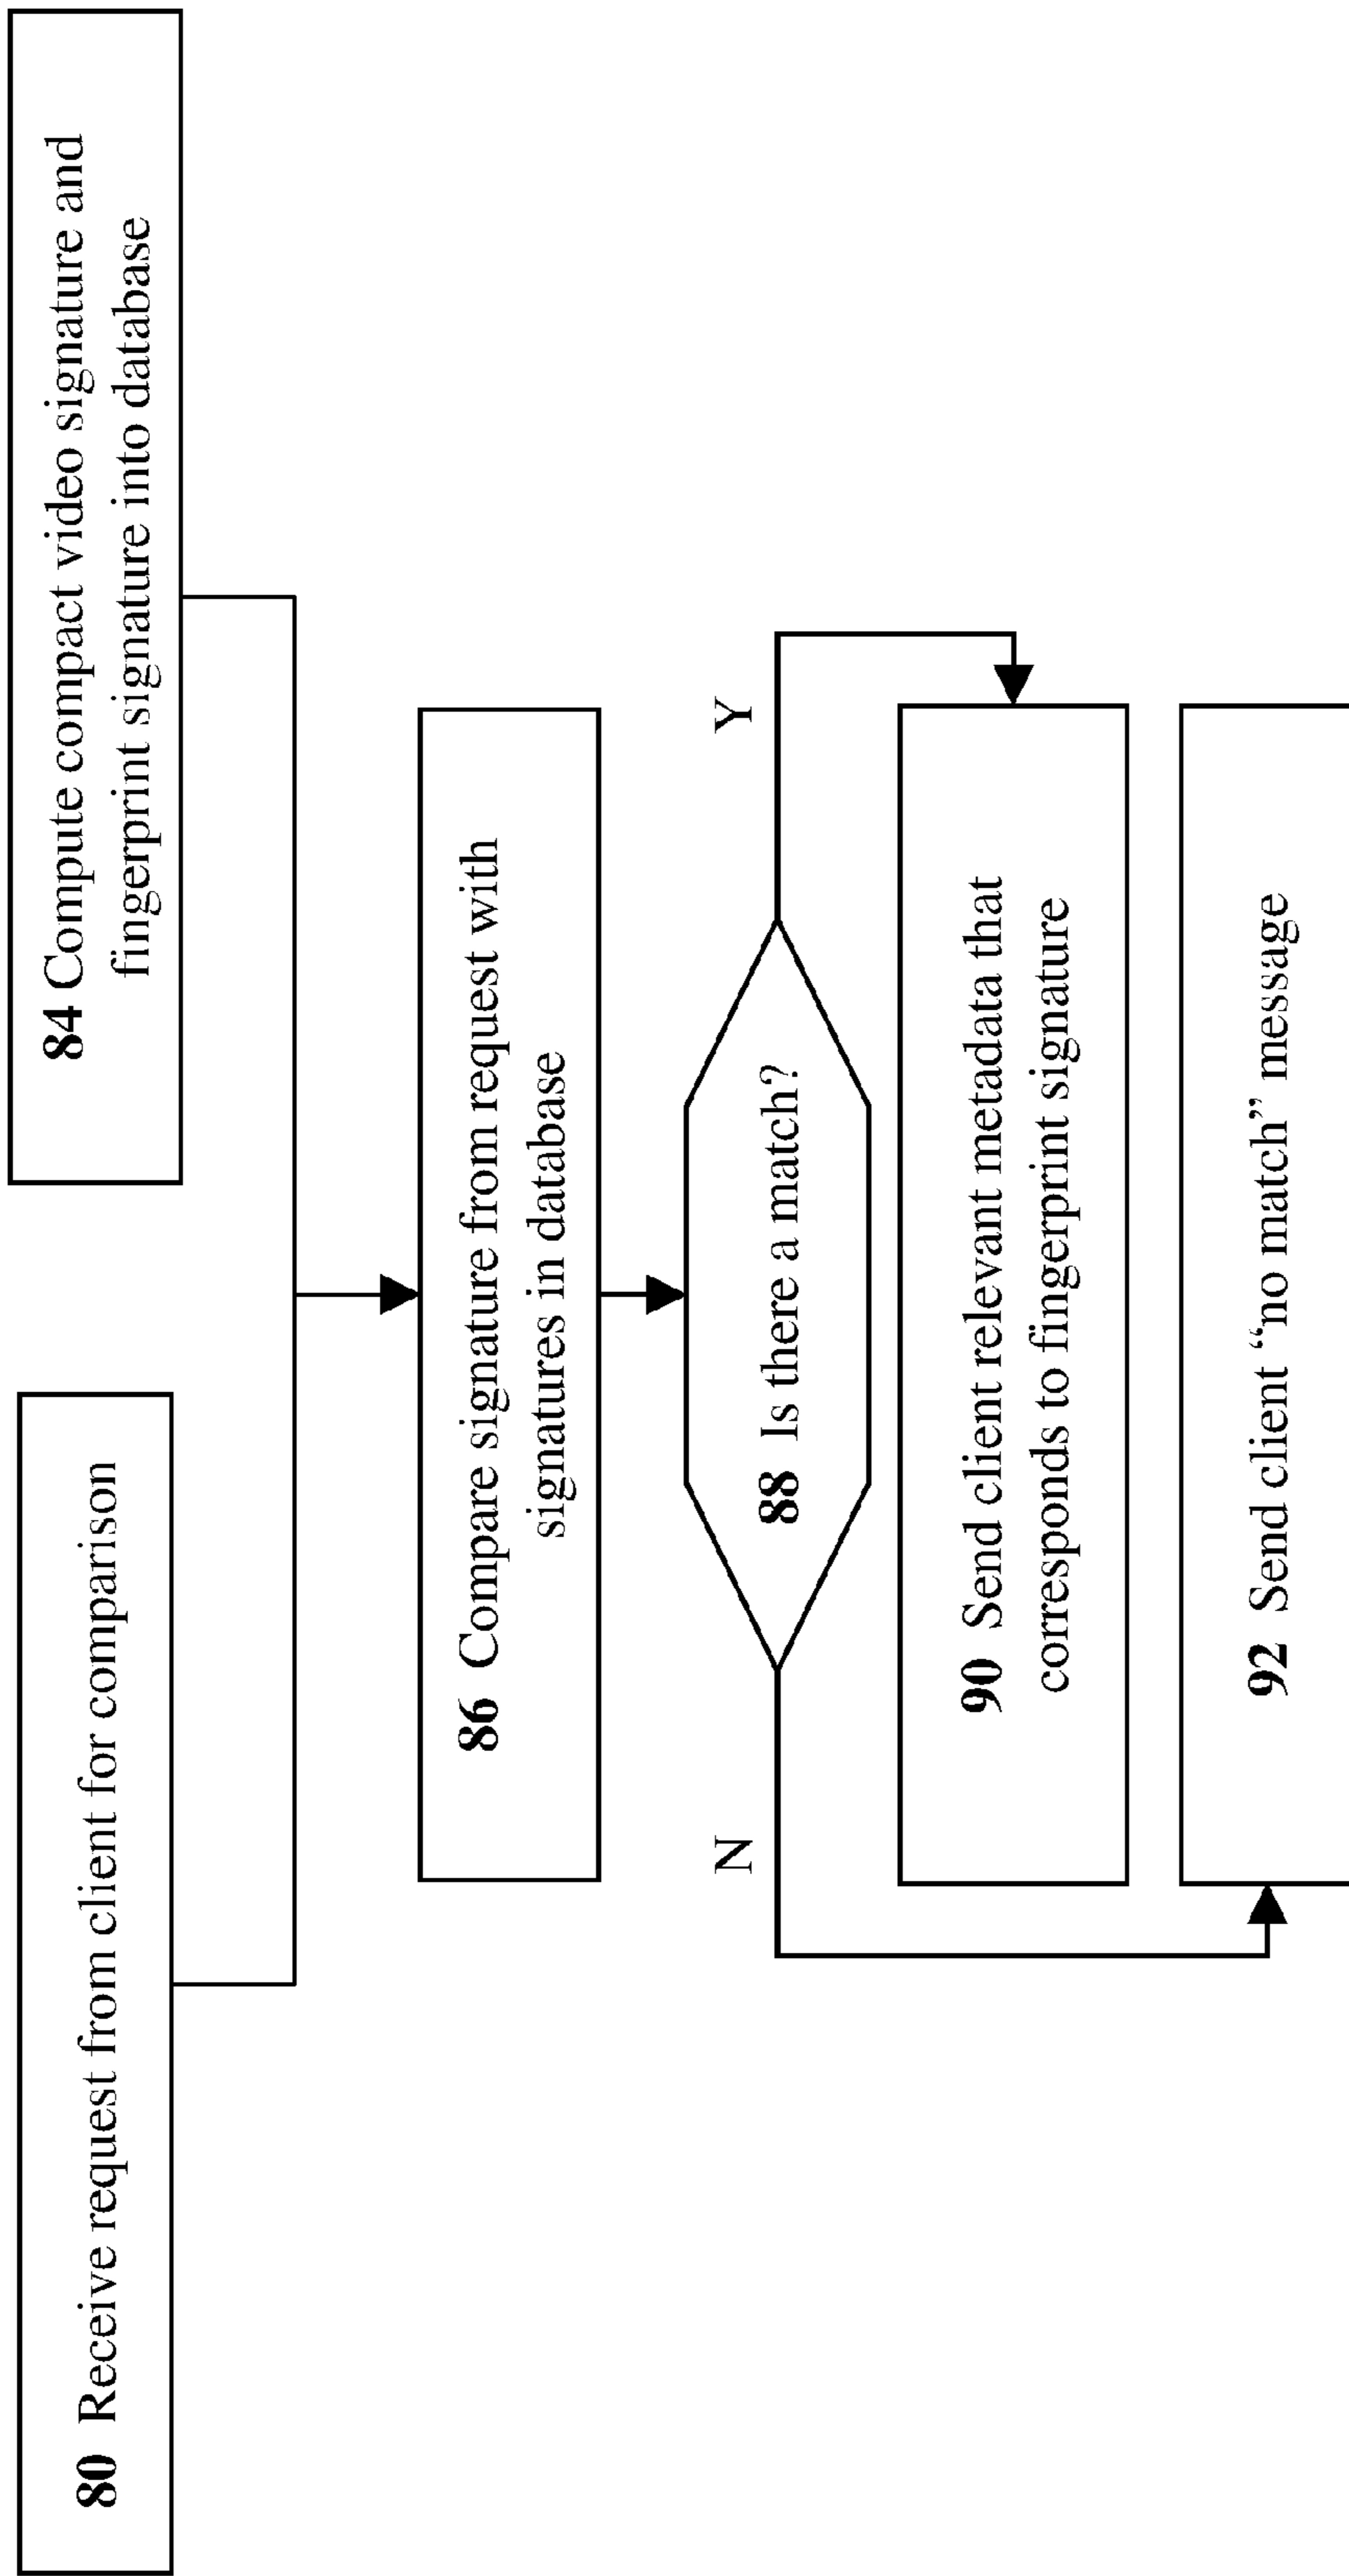 80 Receive request from client for comparison
84 Compute compact video signature and
fingerprint signature into database
86 Compare signature from request with
signatures in database
88 Is there a match?
N
Y
90 Send client relevant metadata that
corresponds to fingerprint signature
92 Send client “no match” message